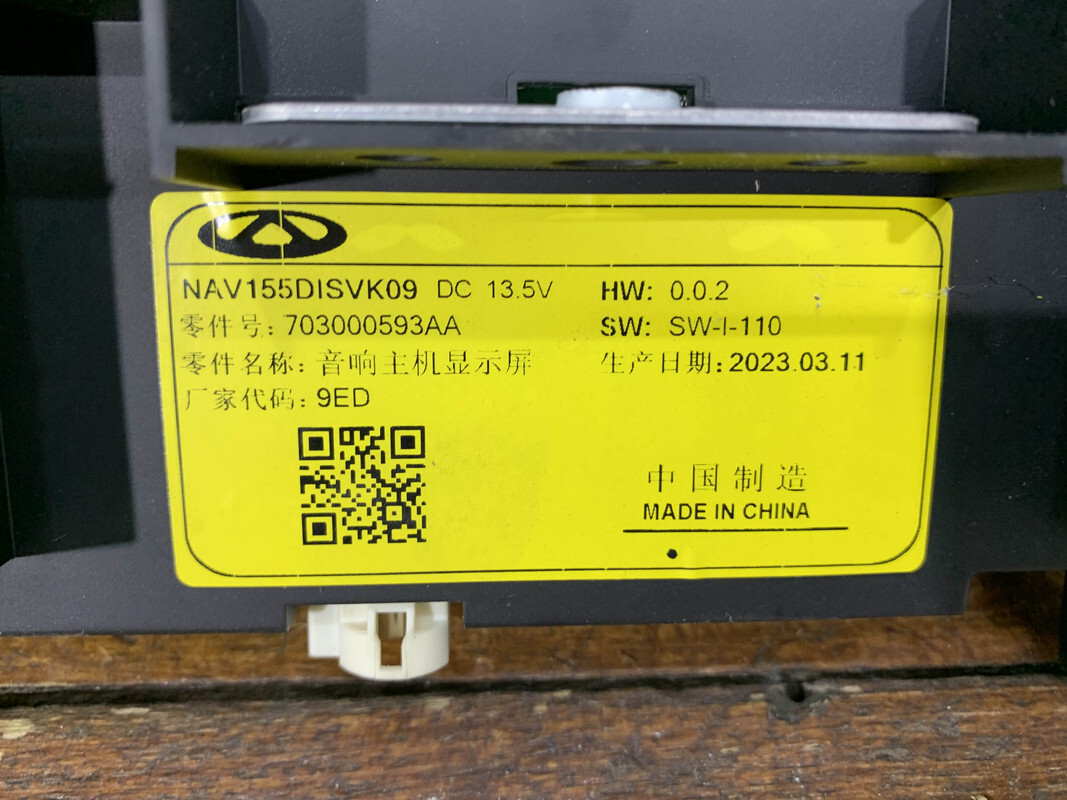 NAV155DISVK09 DC 13.5V HW: 0.0.2
零件号: 703000593AA SW: SW-I-110
零件名称: 音响主机显示屏 生产日期: 2023.03.11
厂家代码: 9ED
中国制造
MADE IN CHINA